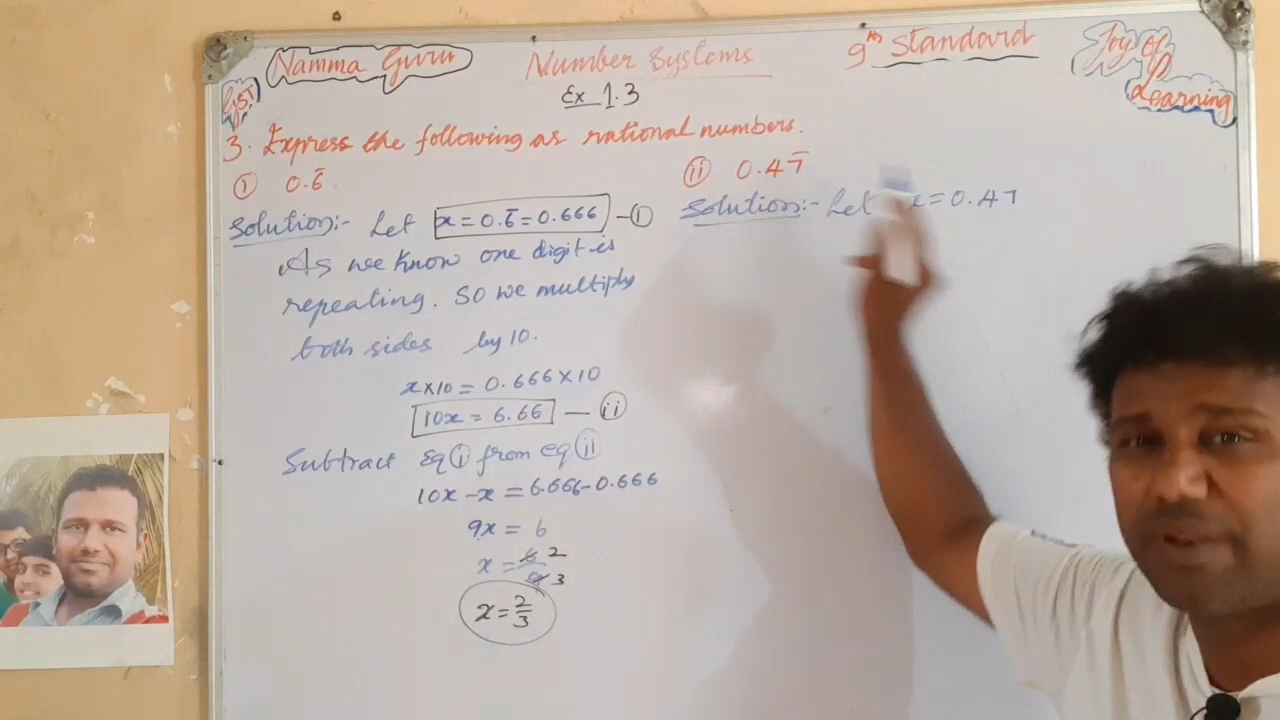 Namma Guru
Number Systems
9th Standard
Joy of
Learning
GSI
Ex 1.3
3. Express the following as rational numbers.
① 0.6̅
Solution:- Let x = 0.6̅ = 0.666 —①
As we know one digit is
repeating. So we multiply
both sides by 10.
x×10 = 0.666×10
10x = 6.66 — ⓘⓘ
Subtract Eq ⓘ from eq ⓘⓘ
10x - x = 6.666 - 0.666
9x = 6
x = 6/9 2/3
x = 2/3
ⓘⓘ 0.47̅
Solution:- Let x = 0.47